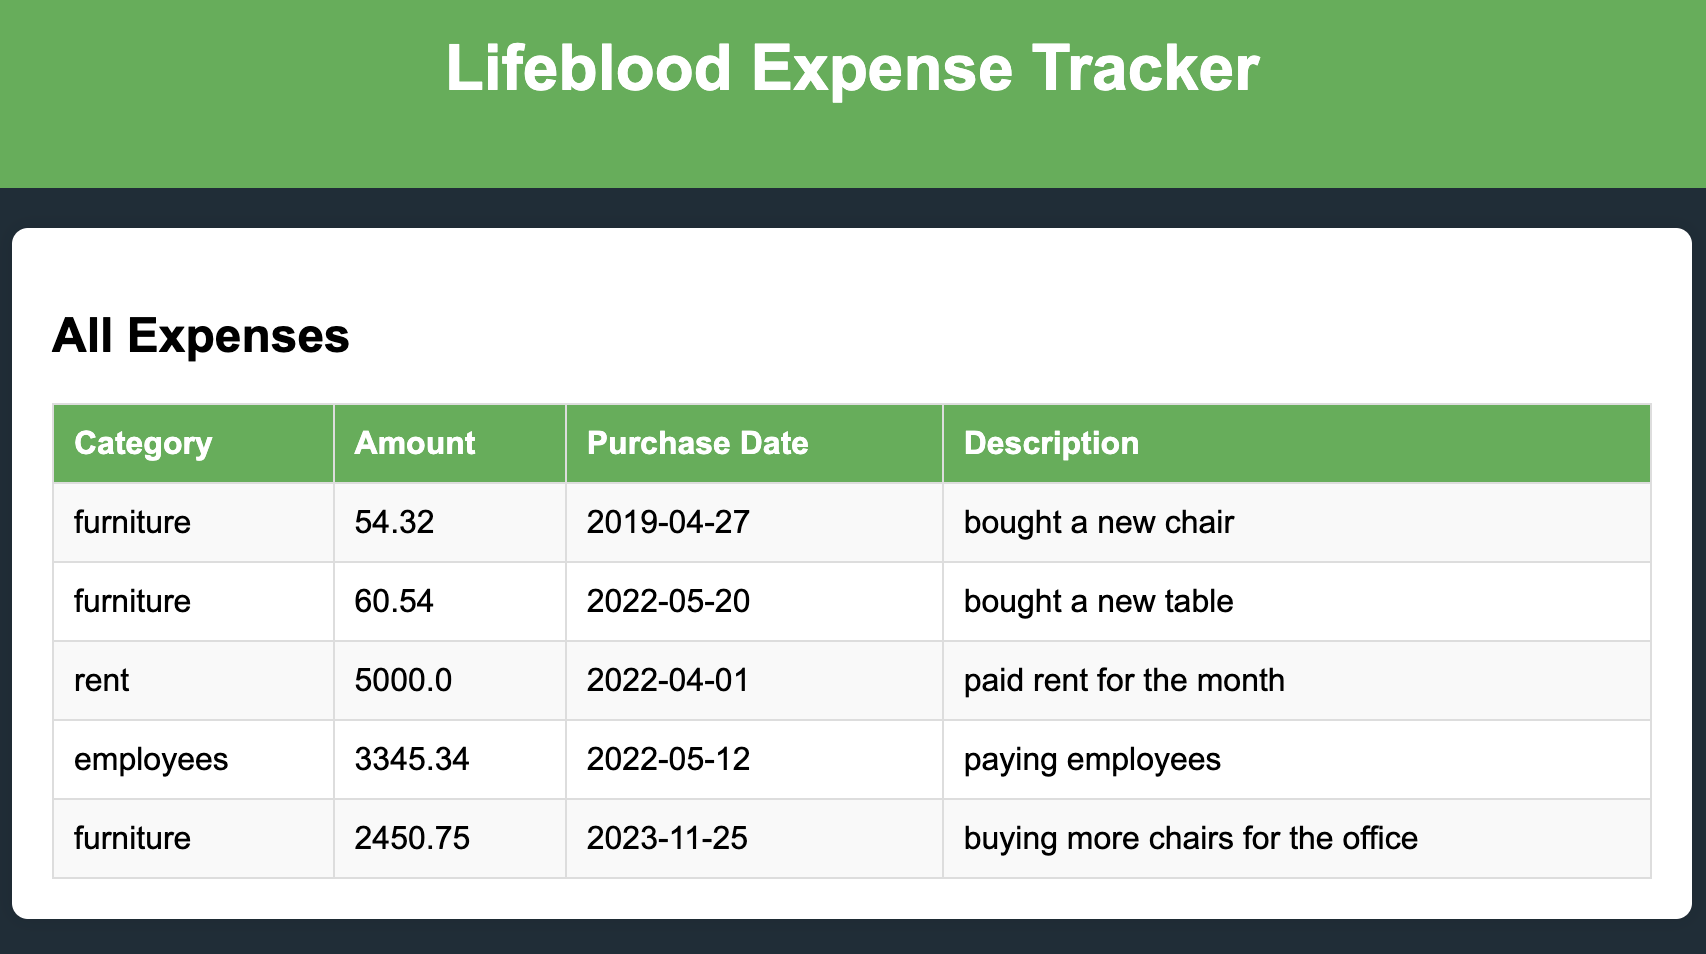 Lifeblood Expense Tracker
All Expenses
Category Amount Purchase Date Description
furniture 54.32 2019-04-27 bought a new chair
furniture 60.54 2022-05-20 bought a new table
rent 5000.0 2022-04-01 paid rent for the month
employees 3345.34 2022-05-12 paying employees
furniture 2450.75 2023-11-25 buying more chairs for the office